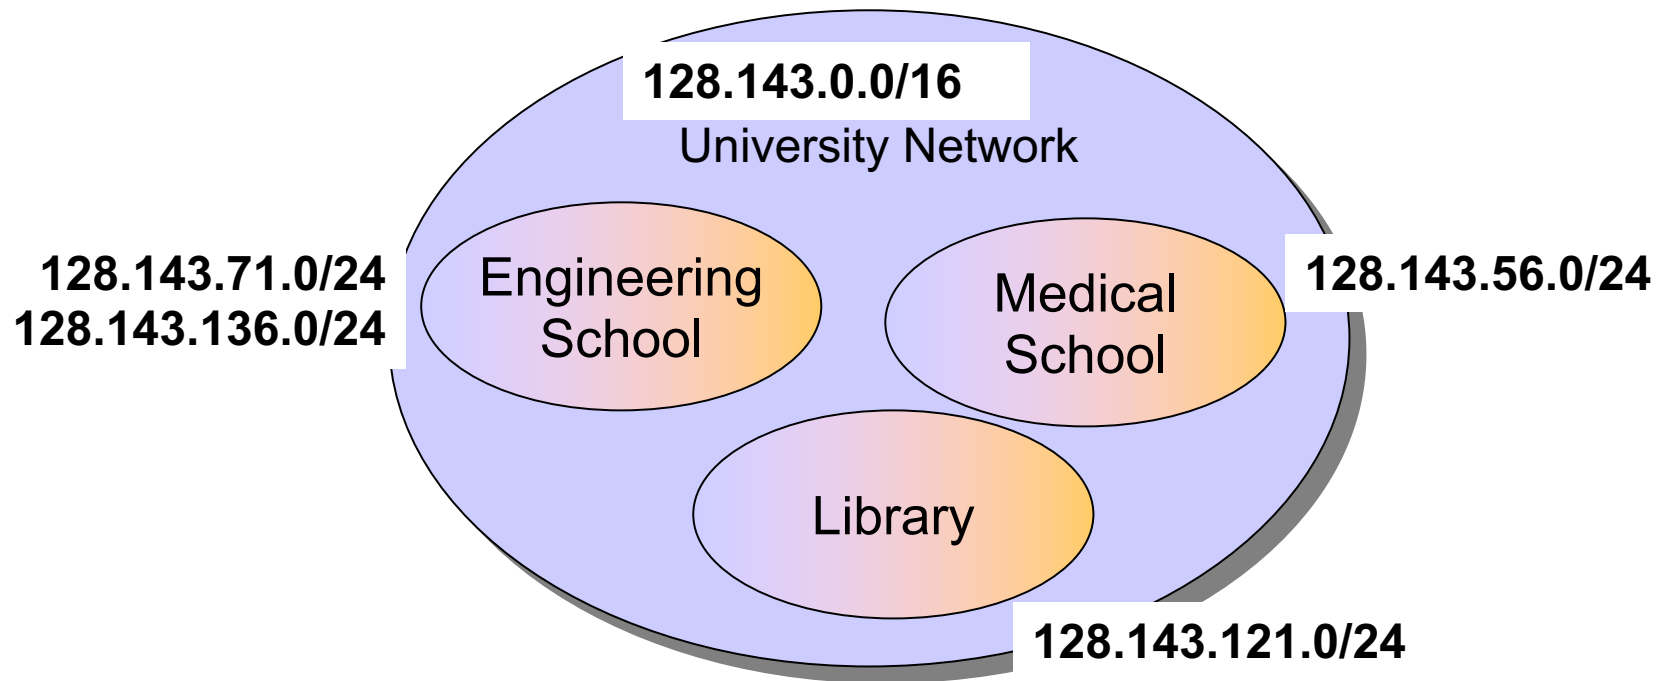 128.143.0.0/16
University Network
128.143.71.0/24
128.143.136.0/24
Engineering
School
Medical
School
128.143.56.0/24
Library
128.143.121.0/24